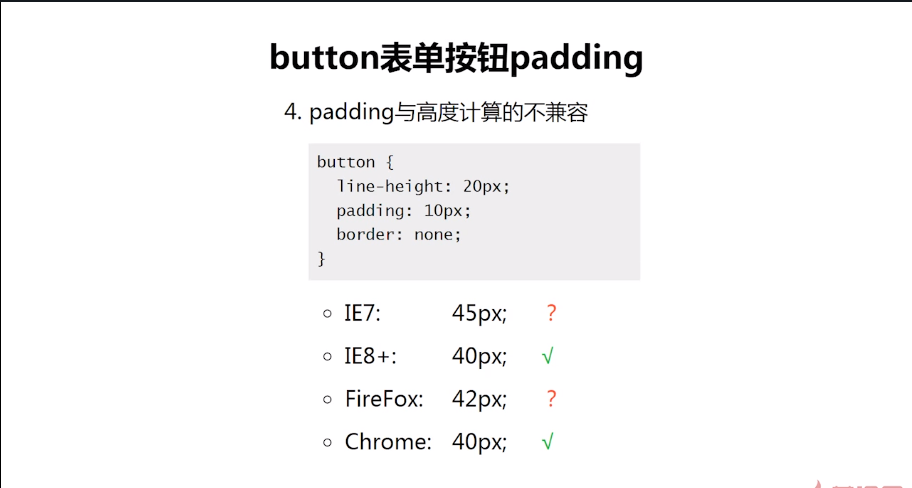 button表单按钮padding
4. padding与高度计算的不兼容
button {
line-height: 20px;
padding: 10px;
border: none;
}
IE7: 45px; ?
IE8+: 40px; √
FireFox: 42px; ?
Chrome: 40px; √